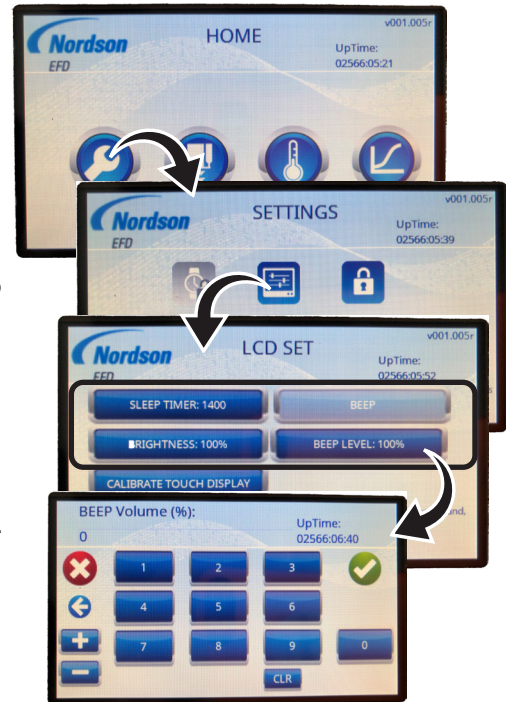 v001.005r
Nordson
EFD
HOME
UpTime:
02566:05:21
v001.005r
Nordson
EFD
SETTINGS
UpTime:
02566:05:39
v001.005r
Nordson
EFD
LCD SET
UpTime:
02566:05:52
SLEEP TIMER: 1400
BEEP
BRIGHTNESS: 100%
BEEP LEVEL: 100%
CALIBRATE TOUCH DISPLAY
BEEP Volume (%):
0
UpTime:
02566:06:40
1 2 3
4 5 6
7 8 9 0
CLR